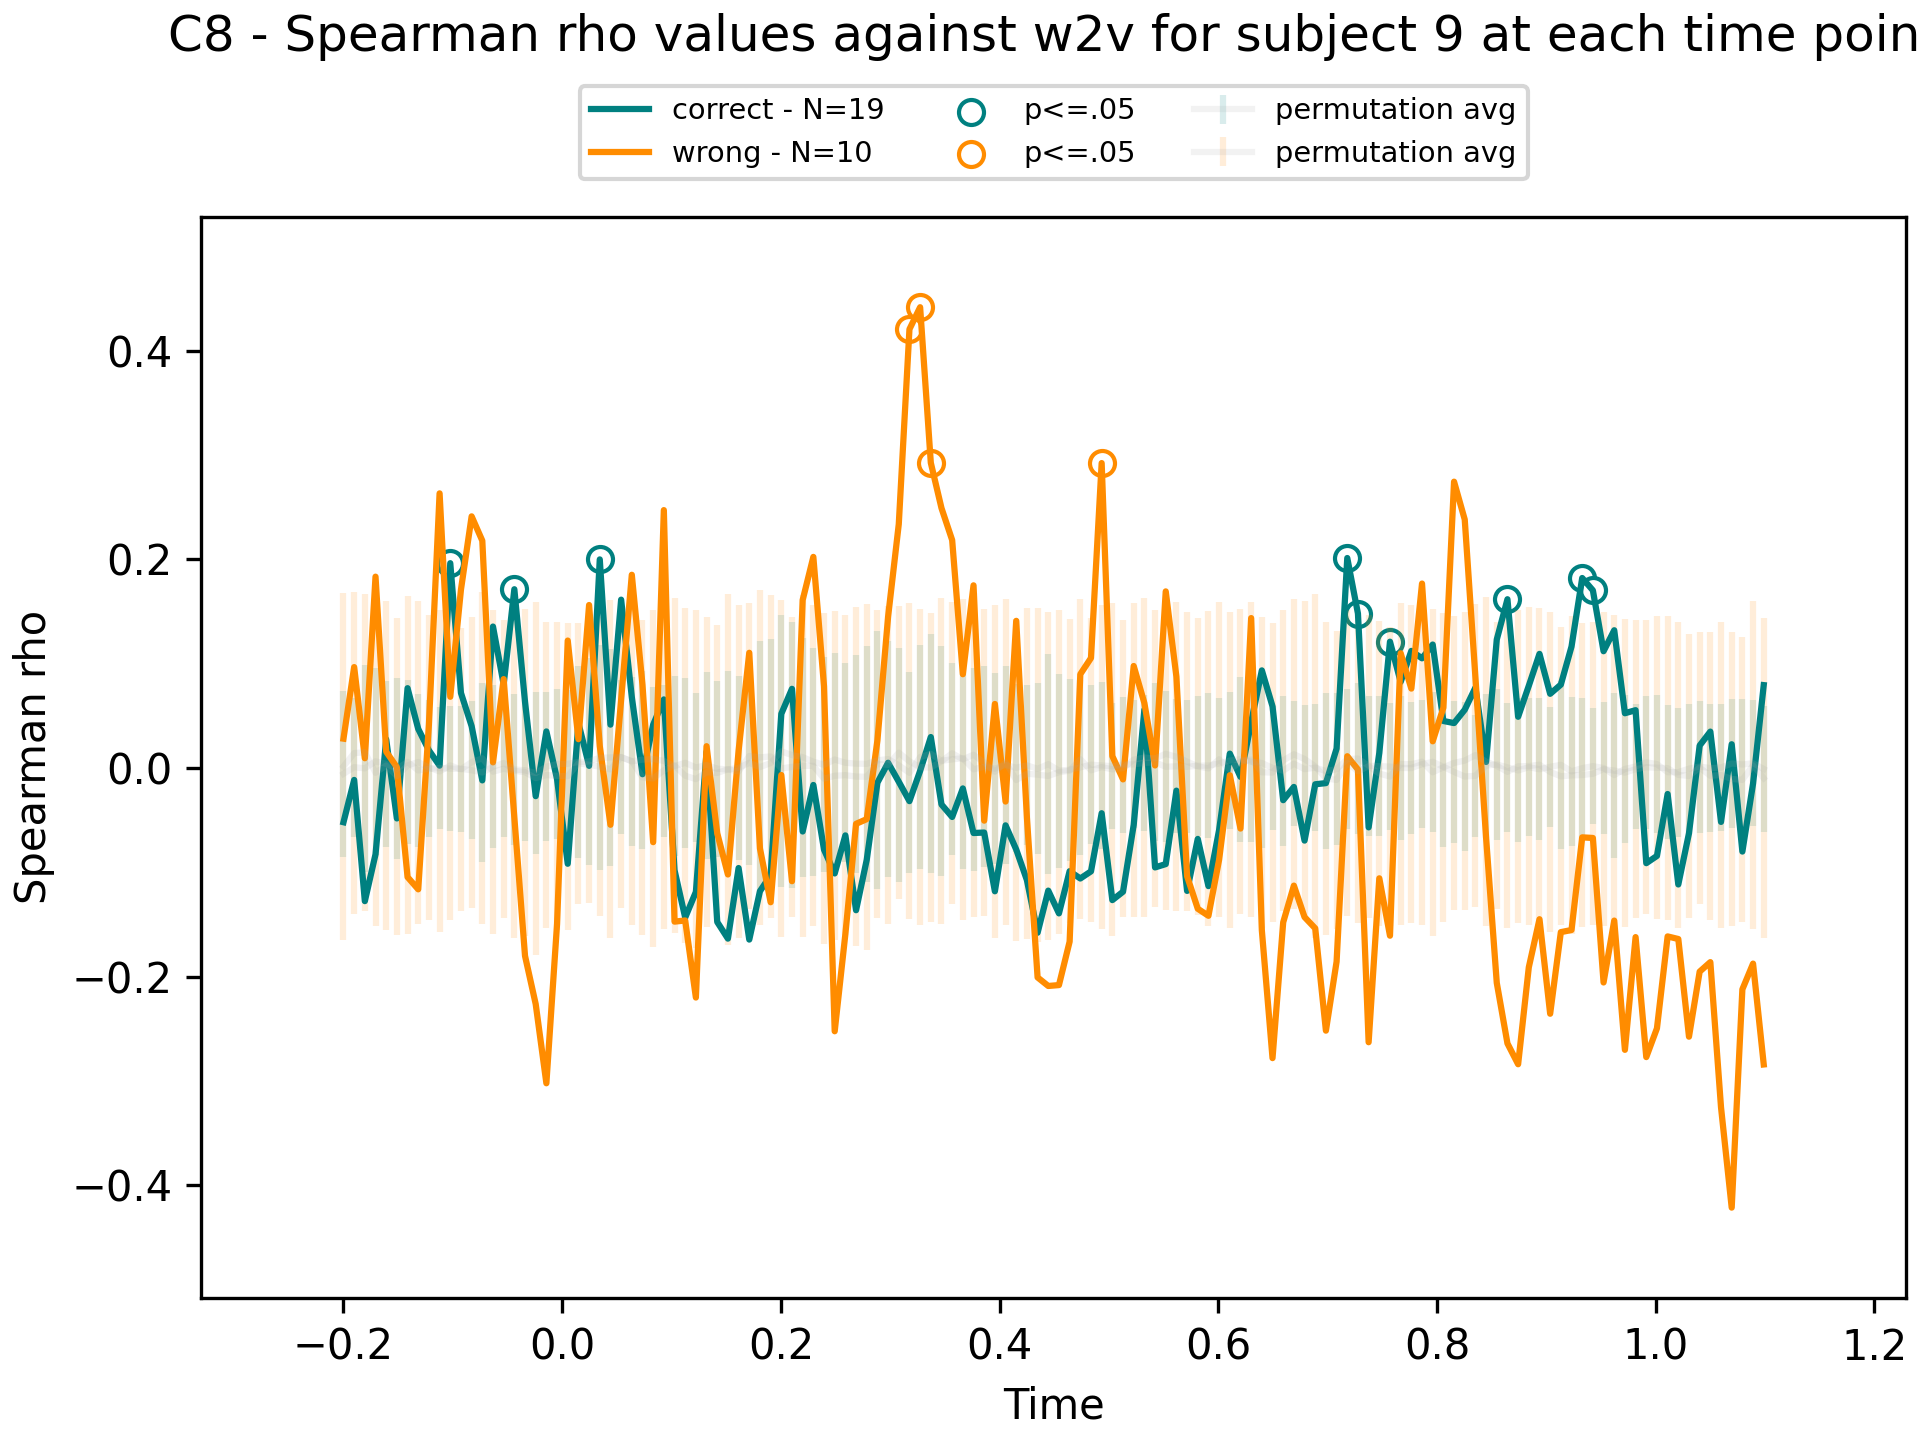 C8 - Spearman rho values against w2v for subject 9 at each time poin
correct - N=19
wrong - N=10
p<=.05
p<=.05
permutation avg
permutation avg
Spearman rho
0.4
0.2
0.0
−0.2
−0.4
−0.2 0.0 0.2 0.4 0.6 0.8 1.0 1.2
Time